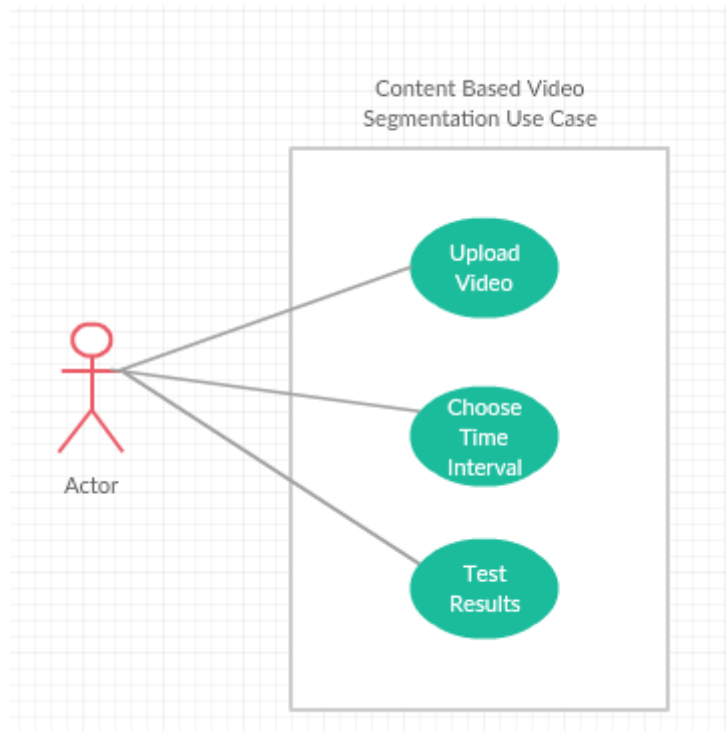 Content Based Video
Segmentation Use Case
Upload
Video
Choose
Time
Interval
Actor
Test
Results